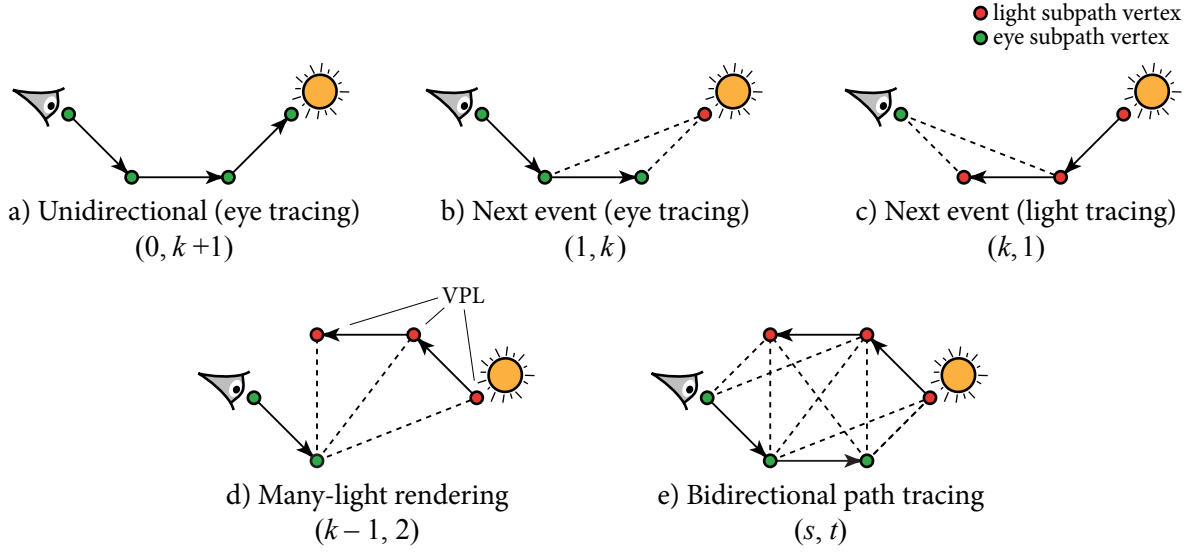 light subpath vertex
eye subpath vertex
a) Unidirectional (eye tracing)
(0, k +1)
b) Next event (eye tracing)
(1, k)
c) Next event (light tracing)
(k, 1)
VPL
d) Many-light rendering
(k – 1, 2)
e) Bidirectional path tracing
(s, t)